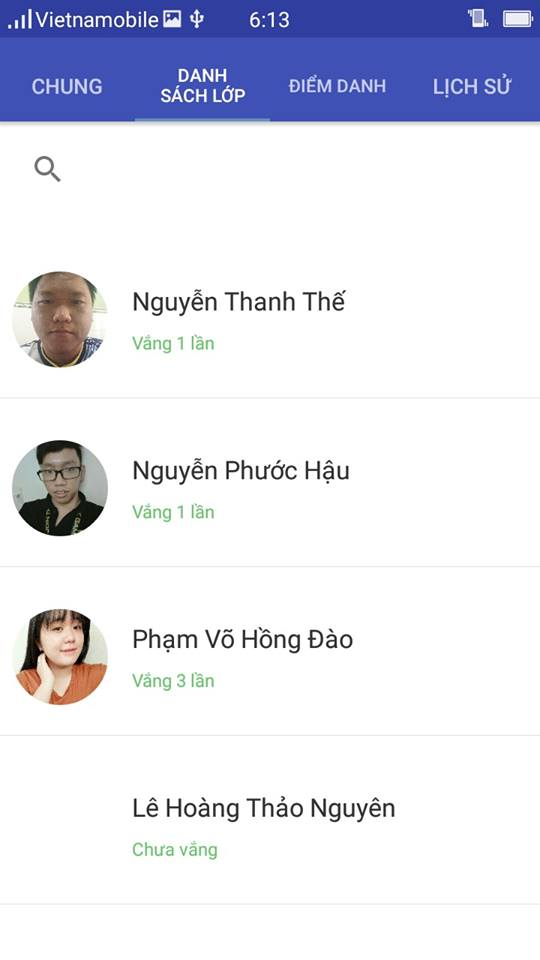 Vietnamobile 6:13
CHUNG
DANH
SÁCH LỚP
ĐIỂM DANH
LỊCH SỬ
Nguyễn Thanh Thế
Vắng 1 lần
Nguyễn Phước Hậu
Vắng 1 lần
Phạm Võ Hồng Đào
Vắng 3 lần
Lê Hoàng Thảo Nguyên
Chưa vắng